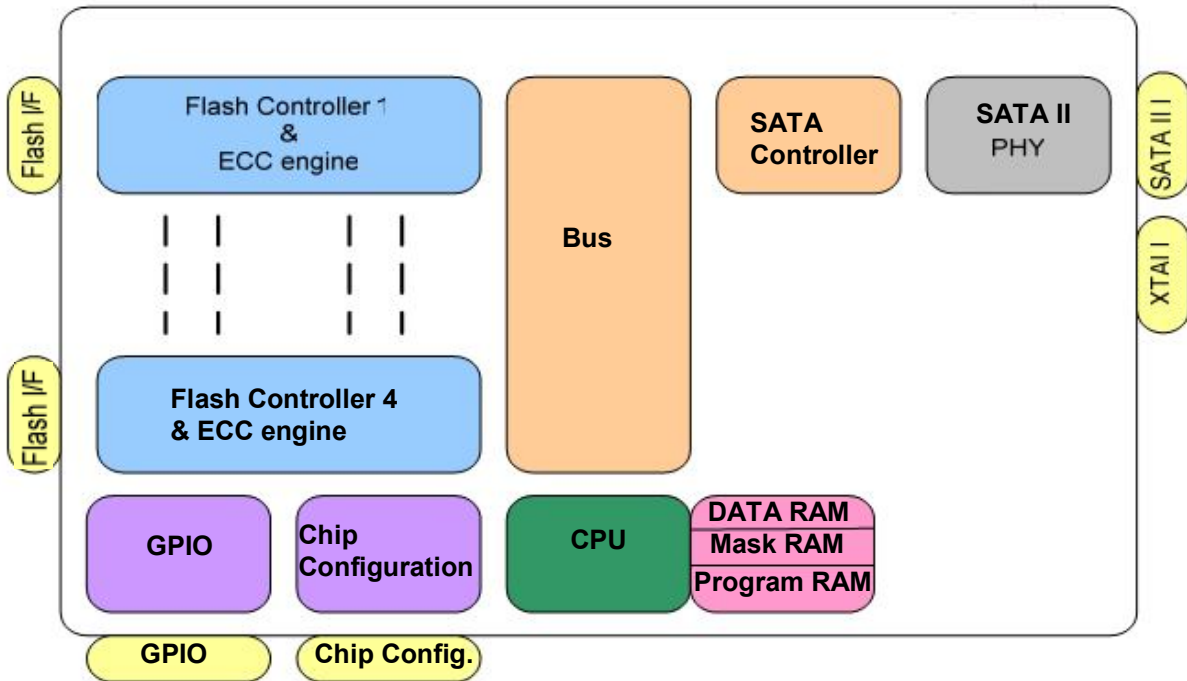 Flash I/F
Flash Controller 1
&
ECC engine
Bus
SATA
Controller
SATA II
PHY
SATA II I
XTAI I
Flash I/F
Flash Controller 4
& ECC engine
GPIO
Chip
Configuration
CPU
DATA RAM
Mask RAM
Program RAM
GPIO
Chip Config.